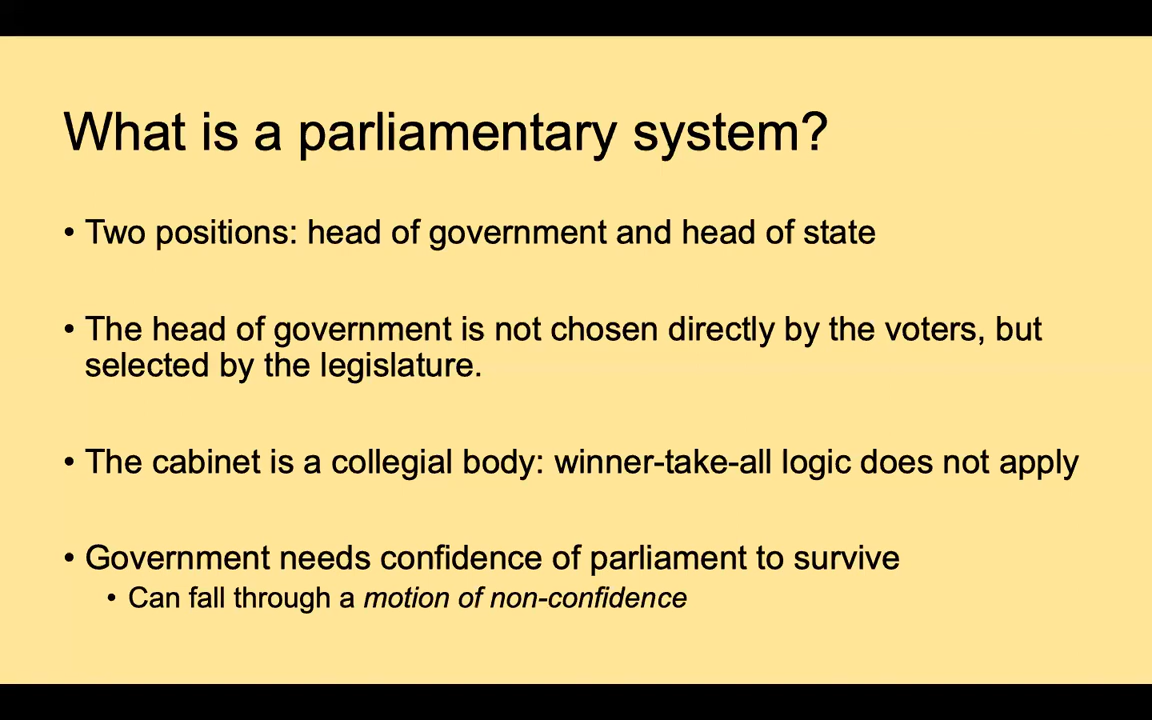 What is a parliamentary system?
• Two positions: head of government and head of state
• The head of government is not chosen directly by the voters, but
selected by the legislature.
• The cabinet is a collegial body: winner-take-all logic does not apply
• Government needs confidence of parliament to survive
• Can fall through a motion of non-confidence